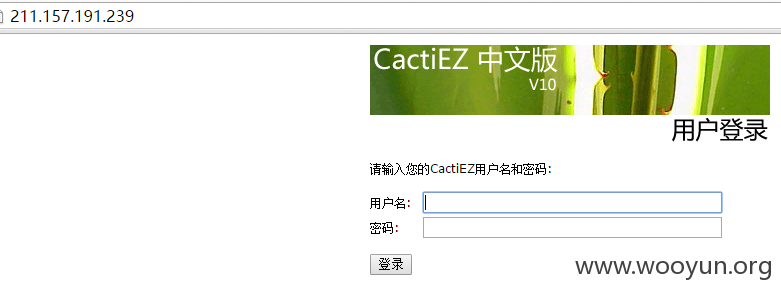 211.157.191.239
CactiEZ 中文版
V10
用户登录
请输入您的CactiEZ用户名和密码:
用户名:
密码:
登录
www.wooyun.org